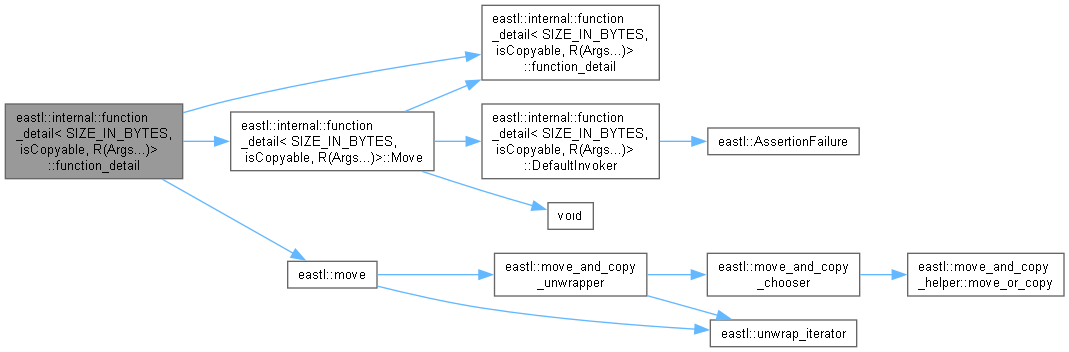 eastl::internal::function
_detail< SIZE_IN_BYTES,
isCopyable, R(Args...)>
::function_detail
eastl::internal::function
_detail< SIZE_IN_BYTES,
isCopyable, R(Args...)>
::function_detail
eastl::internal::function
_detail< SIZE_IN_BYTES,
isCopyable, R(Args...)>::Move
eastl::internal::function
_detail< SIZE_IN_BYTES,
isCopyable, R(Args...)>
::DefaultInvoker
eastl::AssertionFailure
void
eastl::move
eastl::move_and_copy
_unwrapper
eastl::move_and_copy
_chooser
eastl::move_and_copy
_helper::move_or_copy
eastl::unwrap_iterator